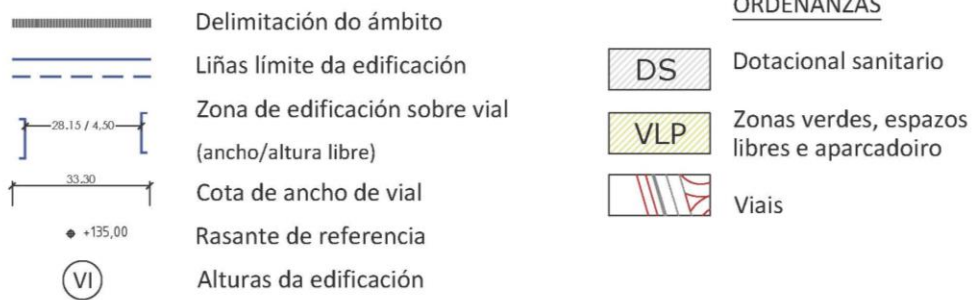 Delimitación do ámbito
Liñas límite da edificación
28.15 / 4,50
Zona de edificación sobre vial
(ancho/altura libre)
33.30
Cota de ancho de vial
+135,00
Rasante de referencia
VI
Alturas da edificación
ORDENANZAS
DS
Dotacional sanitario
VLP
Zonas verdes, espazos
libres e aparcadoiro
Viais